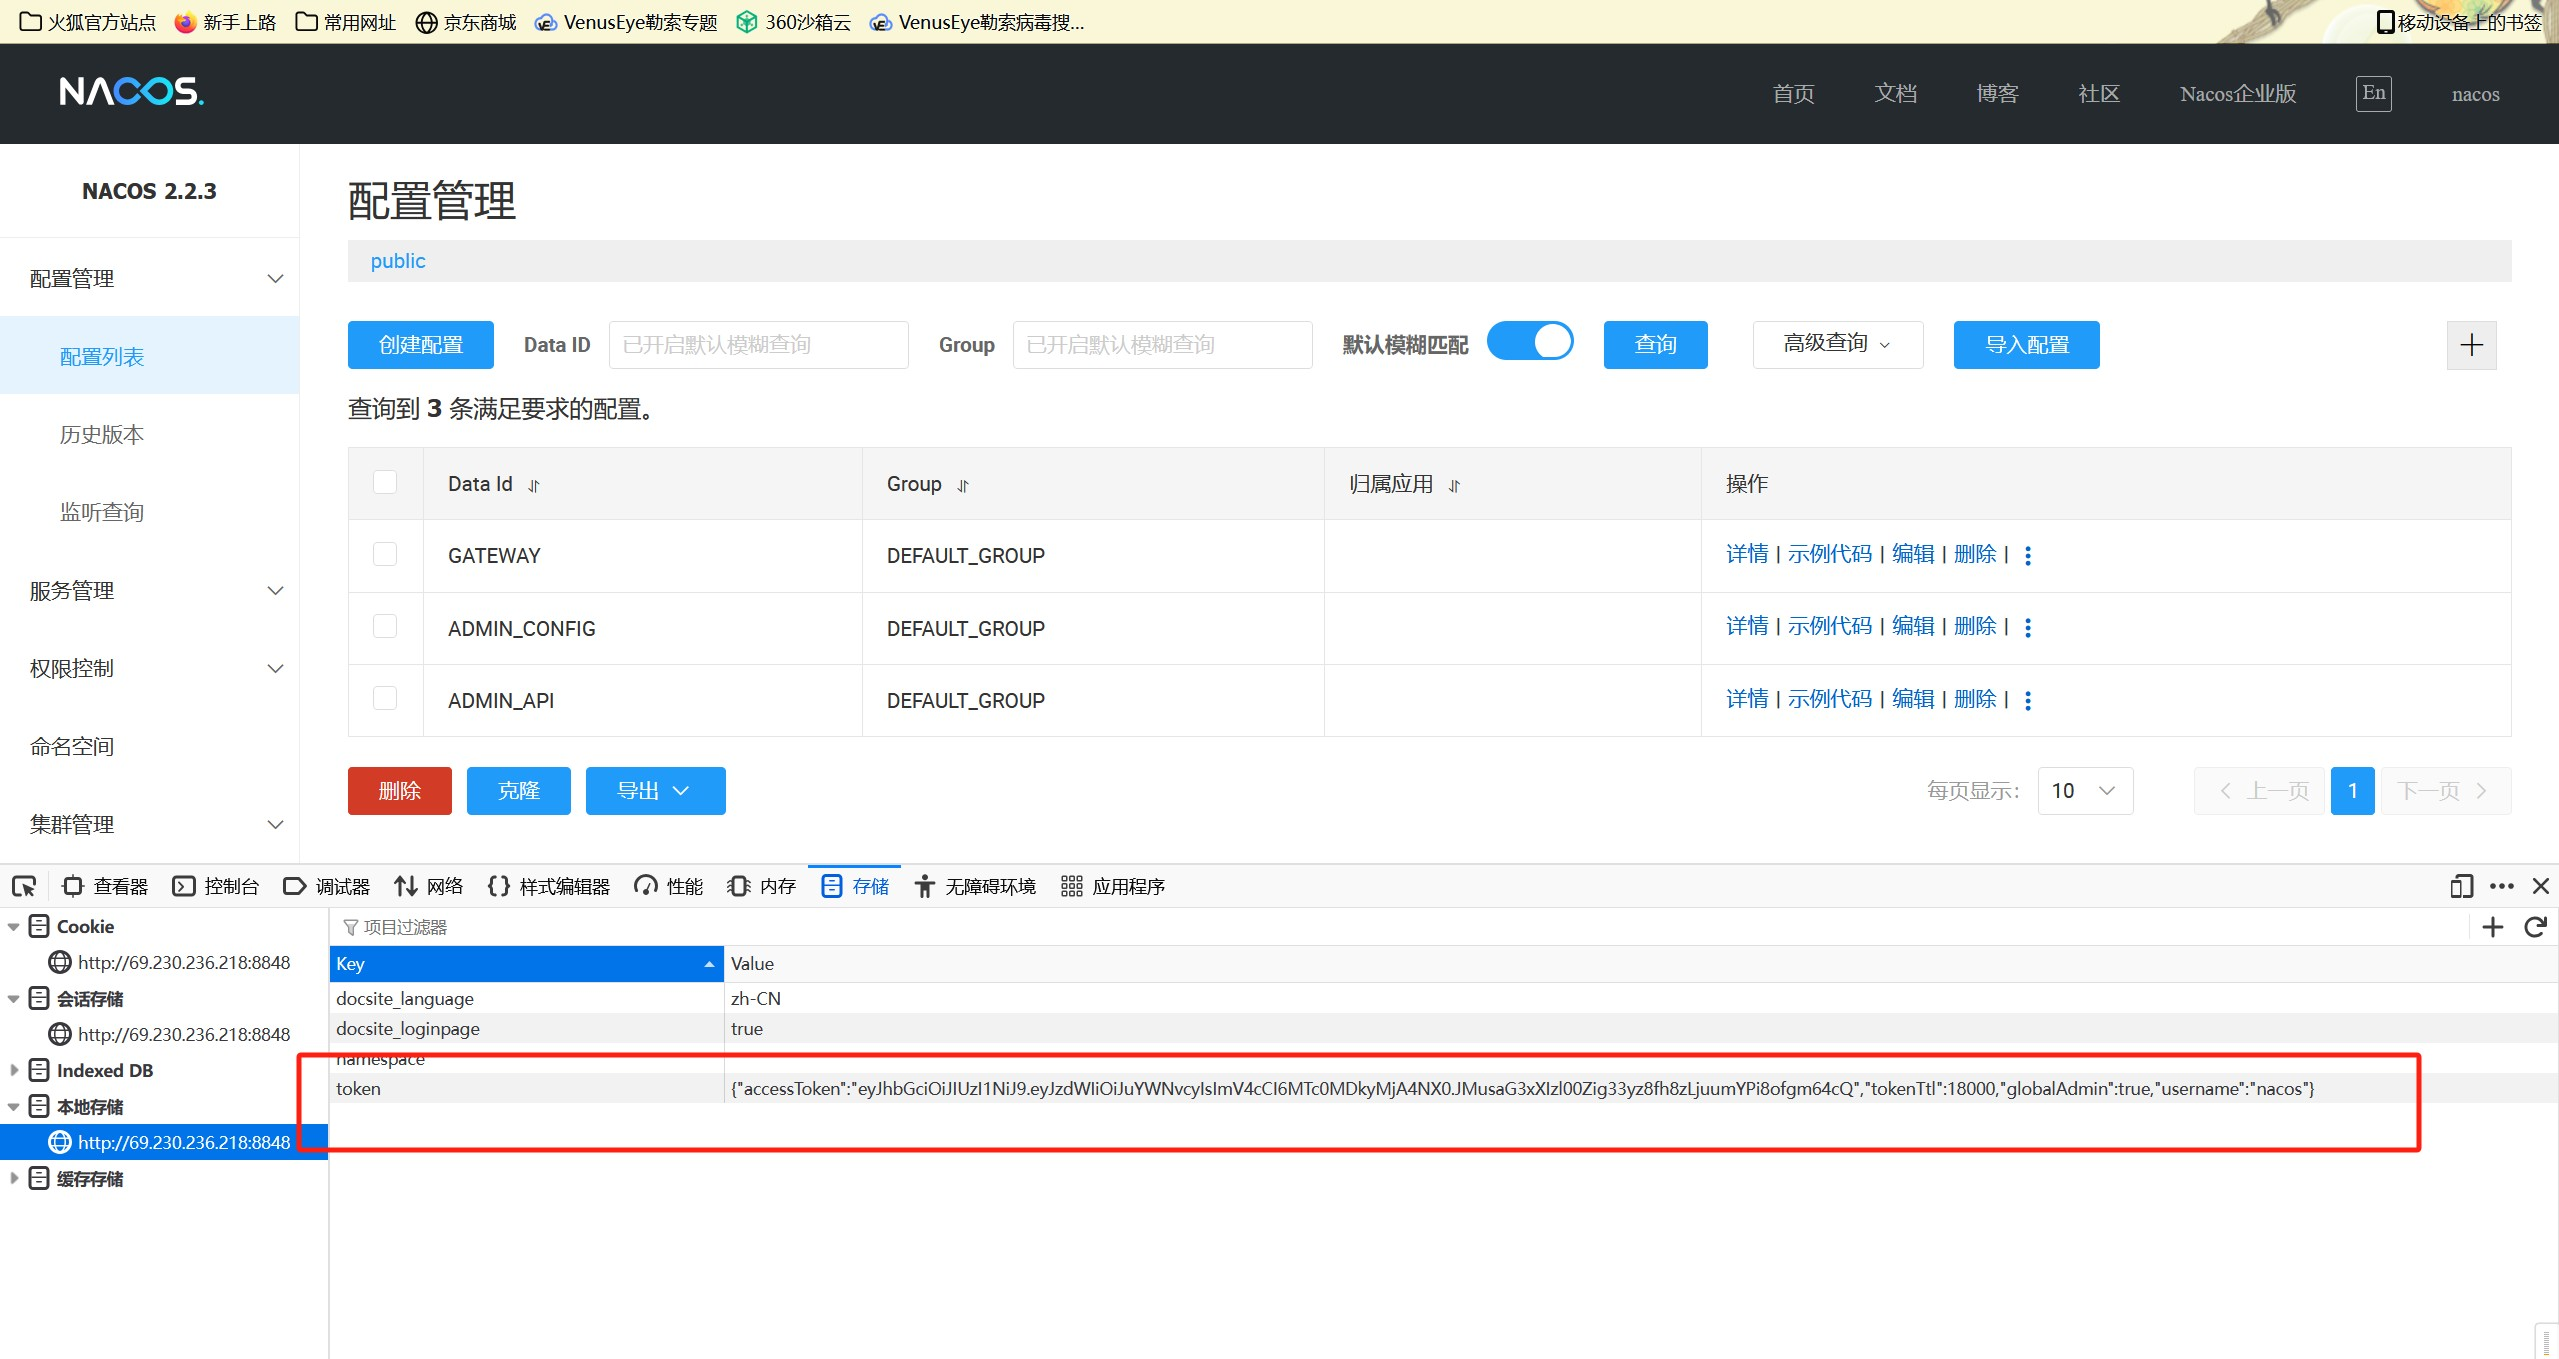 火狐官方站点 新手上路 常用网址 京东商城 VenusEye勒索专题 360沙箱云 VenusEye勒索病毒搜... 移动设备上的书签
NACOS. 首页 文档 博客 社区 Nacos企业版 En nacos
NACOS 2.2.3
配置管理
配置列表
历史版本
监听查询
服务管理
权限控制
命名空间
集群管理
配置管理
public
创建配置 Data ID 已开启默认模糊查询 Group 已开启默认模糊查询 默认模糊匹配 查询 高级查询 导入配置
查询到 3 条满足要求的配置。
Data Id Group 归属应用 操作
GATEWAY DEFAULT_GROUP 详情 | 示例代码 | 编辑 | 删除 |
ADMIN_CONFIG DEFAULT_GROUP 详情 | 示例代码 | 编辑 | 删除 |
ADMIN_API DEFAULT_GROUP 详情 | 示例代码 | 编辑 | 删除 |
删除 克隆 导出 每页显示: 10 上一页 1 下一页
查看器 控制台 调试器 网络 样式编辑器 性能 内存 存储 无障碍环境 应用程序
Cookie
http://69.230.236.218:8848
会话存储
http://69.230.236.218:8848
Indexed DB
本地存储
http://69.230.236.218:8848
缓存存储
项目过滤器
Key Value
docsite_language zh-CN
docsite_loginpage true
namespace
token {"accessToken":"eyJhbGciOiJIUzI1NiJ9.eyJzdWIiOiJuYWNvcyIsImV4cCI6MTc0MDkyMjA4NX0.JMusaG3xXIzl00Zig33yz8fh8zLjuumYPi8ofgm64cQ","tokenTtl":18000,"globalAdmin":true,"username":"nacos"}